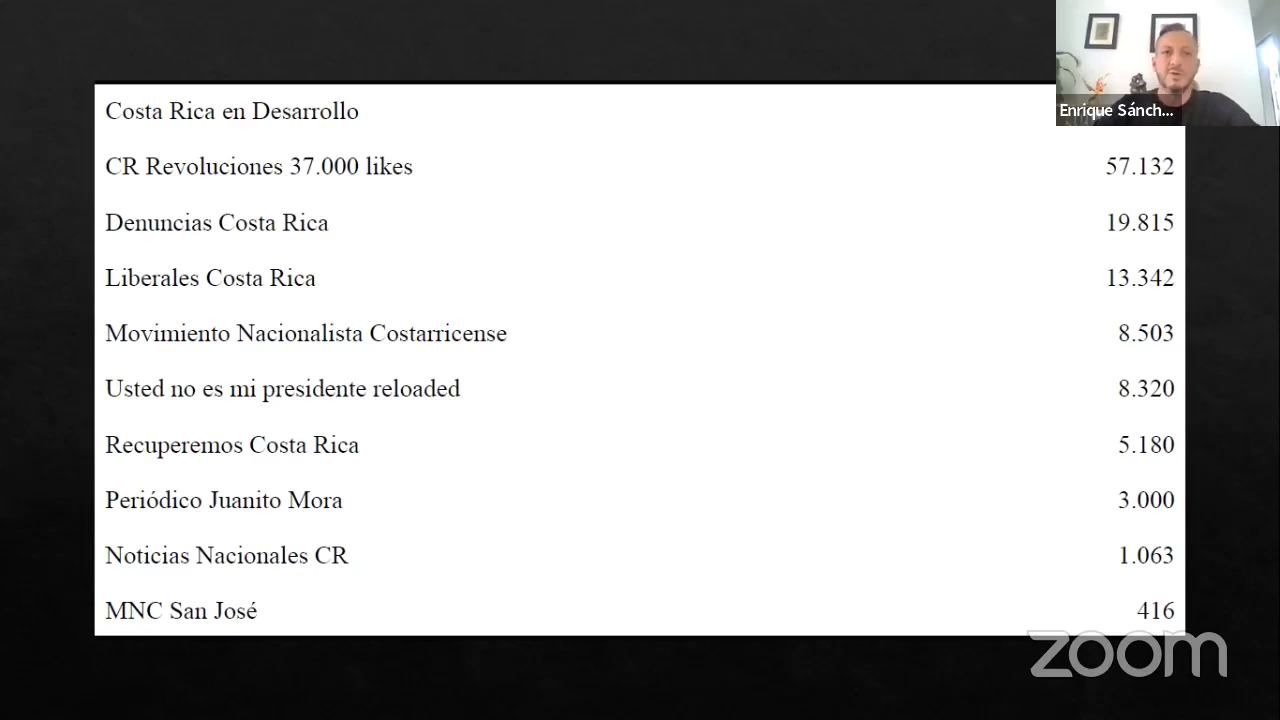 Enrique Sánch...
Costa Rica en Desarrollo
CR Revoluciones 37.000 likes 57.132
Denuncias Costa Rica 19.815
Liberales Costa Rica 13.342
Movimiento Nacionalista Costarricense 8.503
Usted no es mi presidente reloaded 8.320
Recuperemos Costa Rica 5.180
Periódico Juanito Mora 3.000
Noticias Nacionales CR 1.063
MNC San José 416
zoom